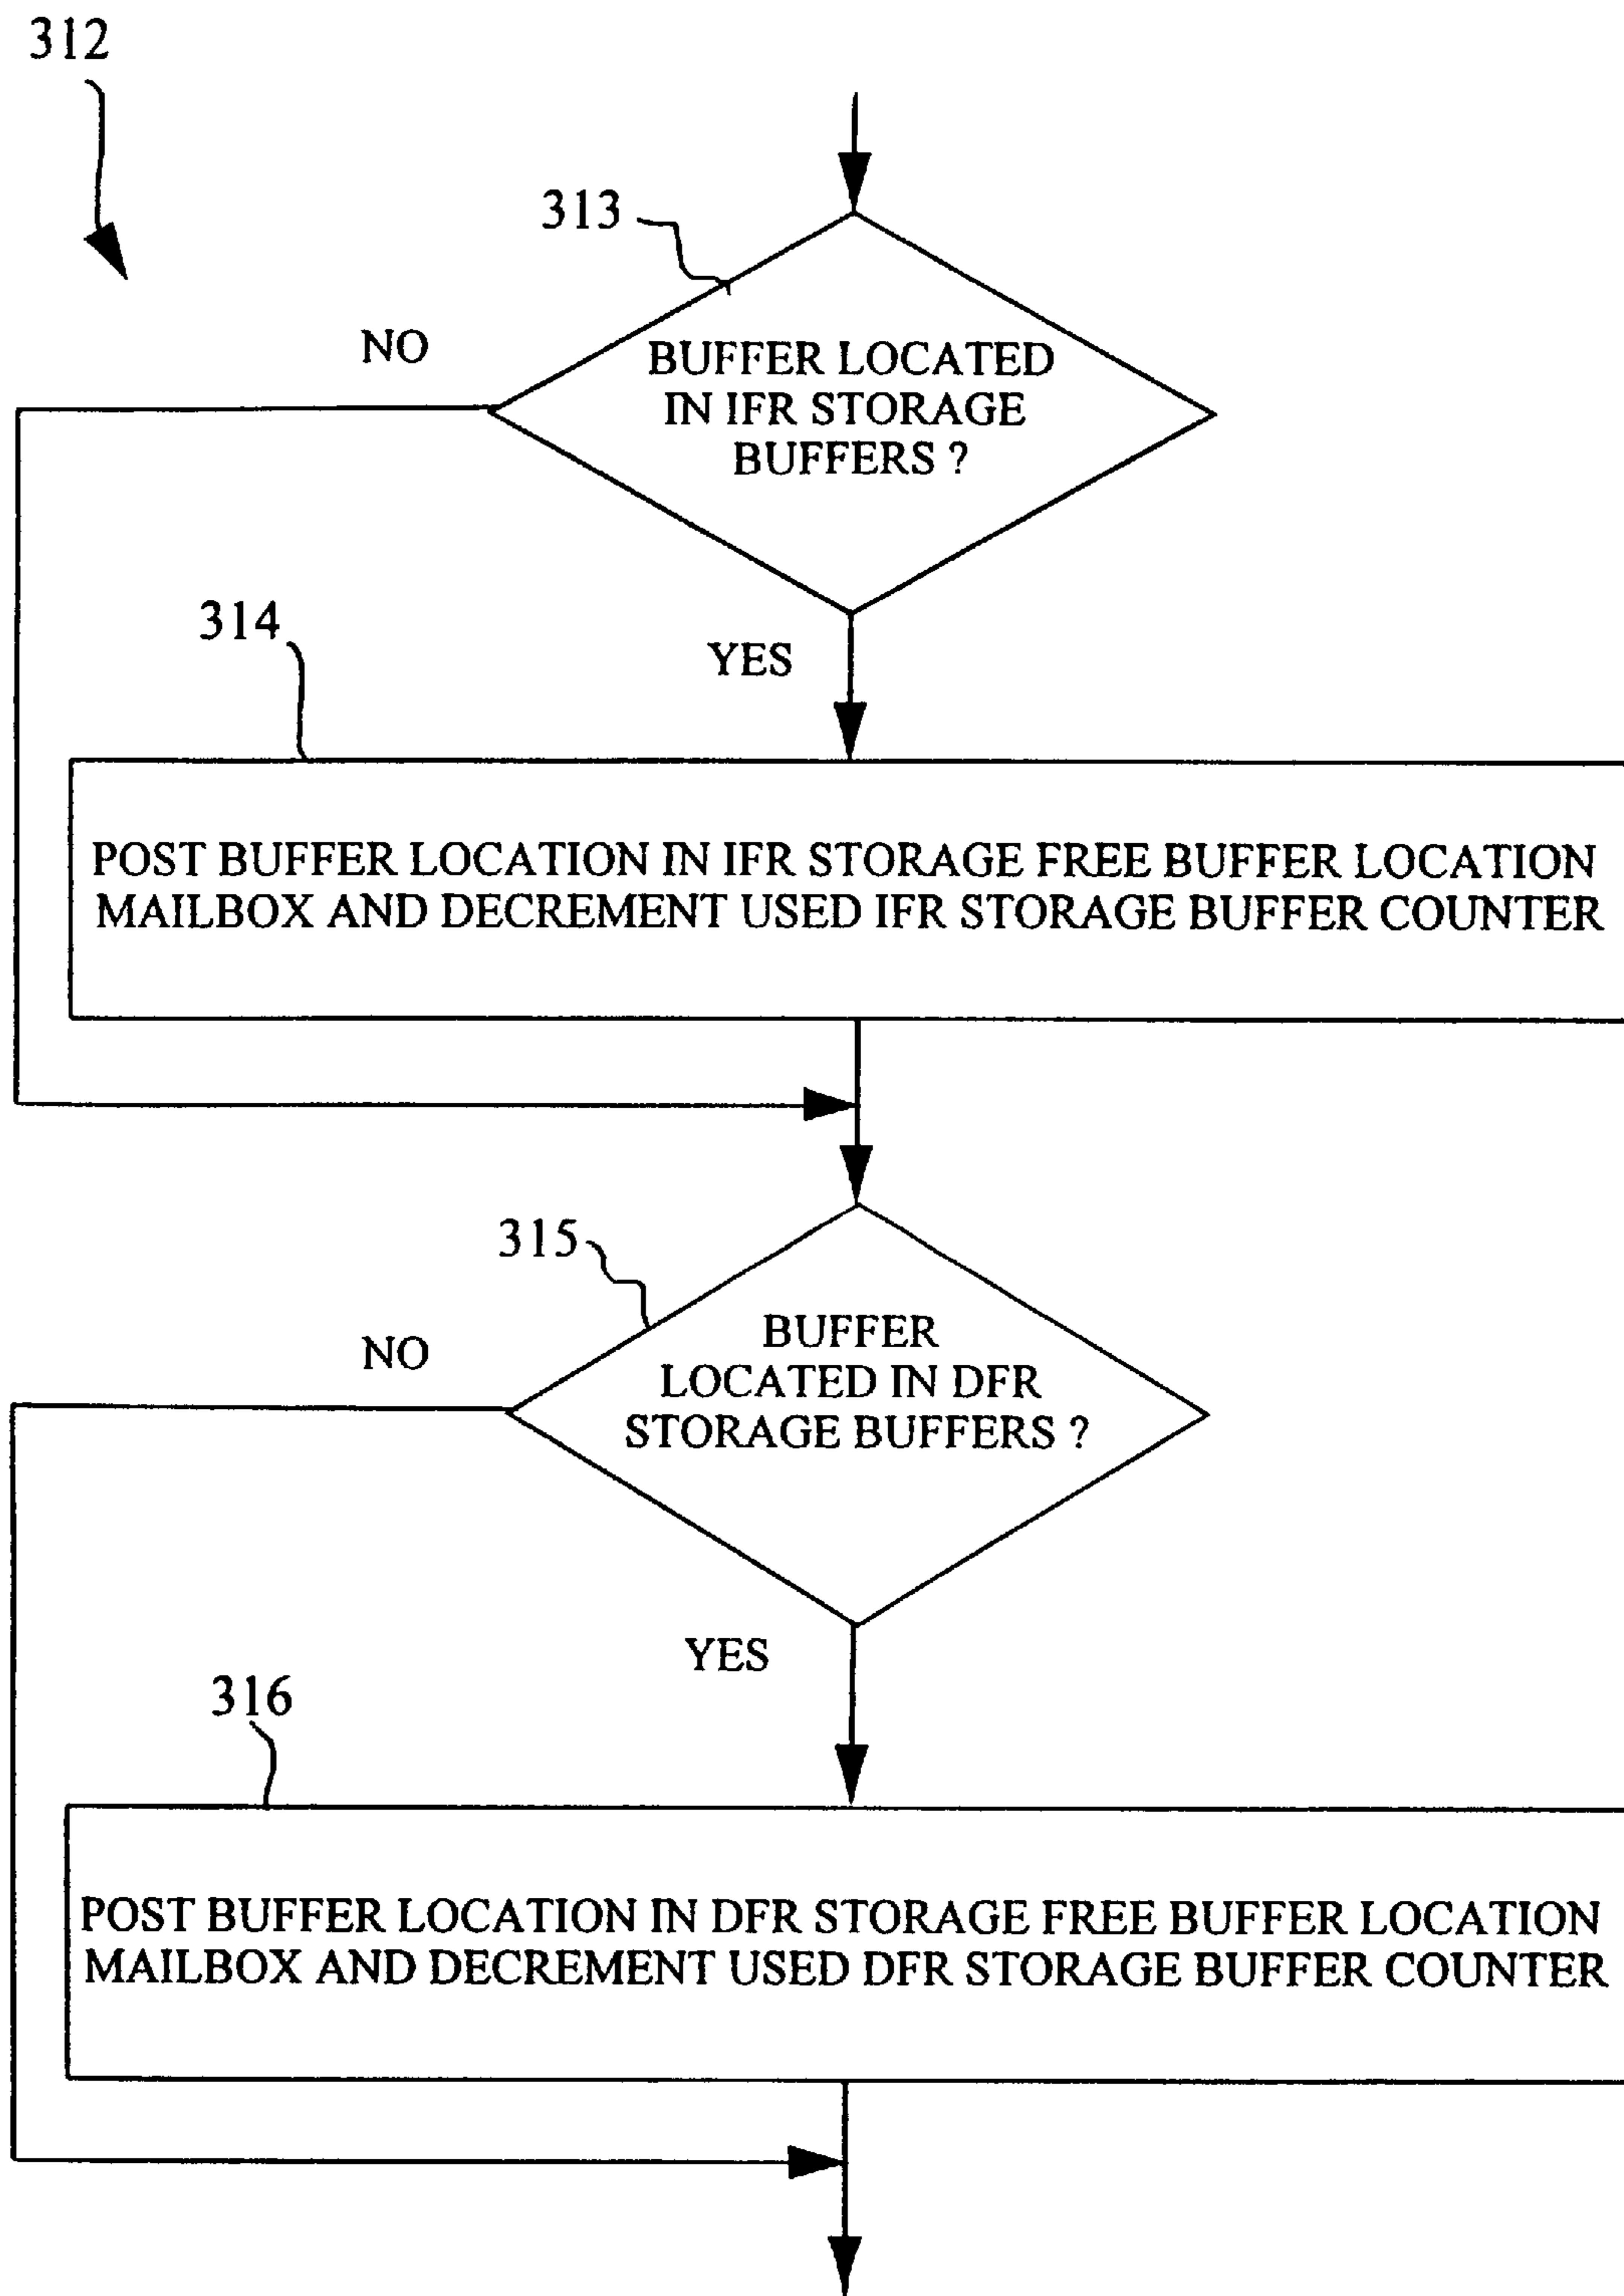 312
313
NO
BUFFER LOCATED
IN IFR STORAGE
BUFFERS ?
314
YES
POST BUFFER LOCATION IN IFR STORAGE FREE BUFFER LOCATION
MAILBOX AND DECREMENT USED IFR STORAGE BUFFER COUNTER
315
NO
BUFFER
LOCATED IN DFR
STORAGE BUFFERS ?
YES
316
POST BUFFER LOCATION IN DFR STORAGE FREE BUFFER LOCATION
MAILBOX AND DECREMENT USED DFR STORAGE BUFFER COUNTER